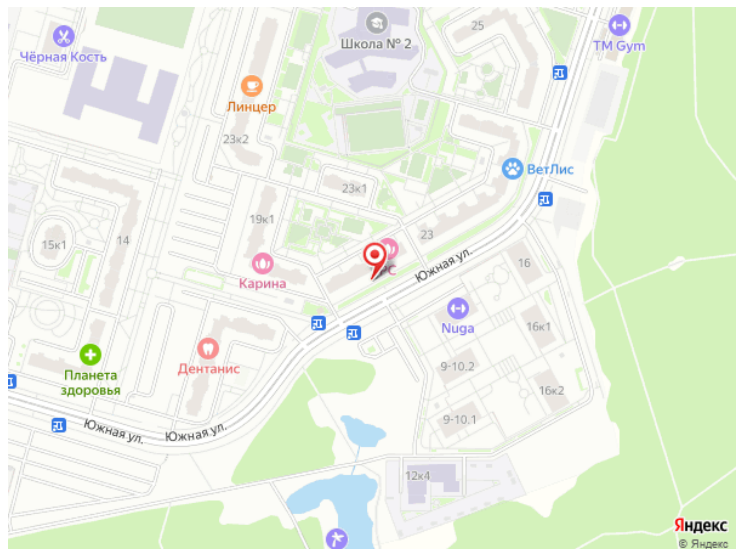 25
Школа № 2
TM Gym
Чёрная Кость
Линцер
23к2
ВетЛис
23к1
19к1
23
14
15к1
16
Карина
Южная ул.
Nuga
16к1
Дентанис
9-10.2
Планета
здоровья
16к2
9-10.1
Южная ул.
Южная ул.
12к4
Яндекс
© Яндекс